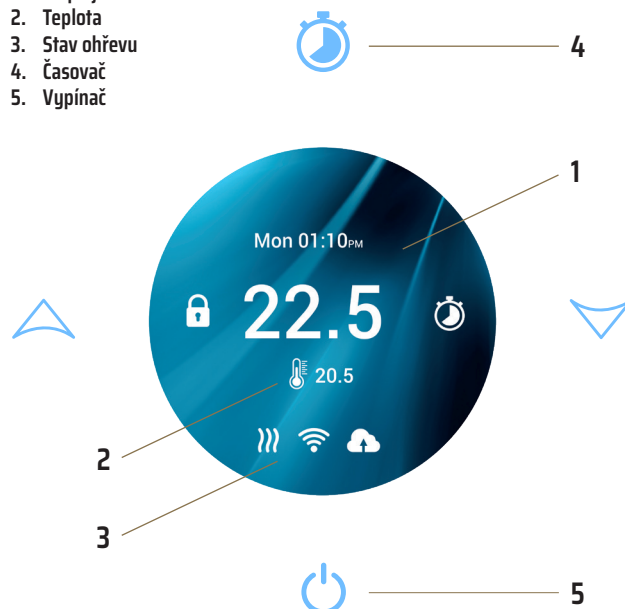 2. Teplota
3. Stav ohřevu
4. Časovač
5. Vypínač
4
1
Mon 01:10PM
22.5
20.5
2
3
5